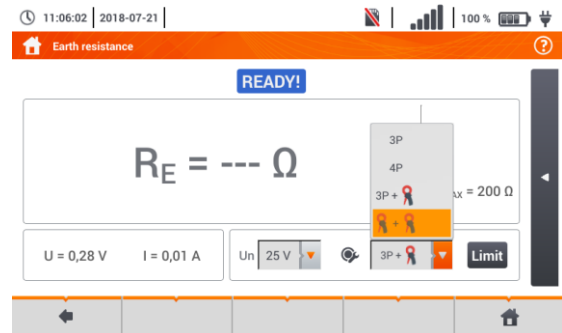 11:06:02 2018-07-21 100 %
Earth resistance ?
READY!
RE = --- Ω
3P
4P
3P +
= 200 Ω
+
U = 0,28 V I = 0,01 A Un 25 V 3P + Limit